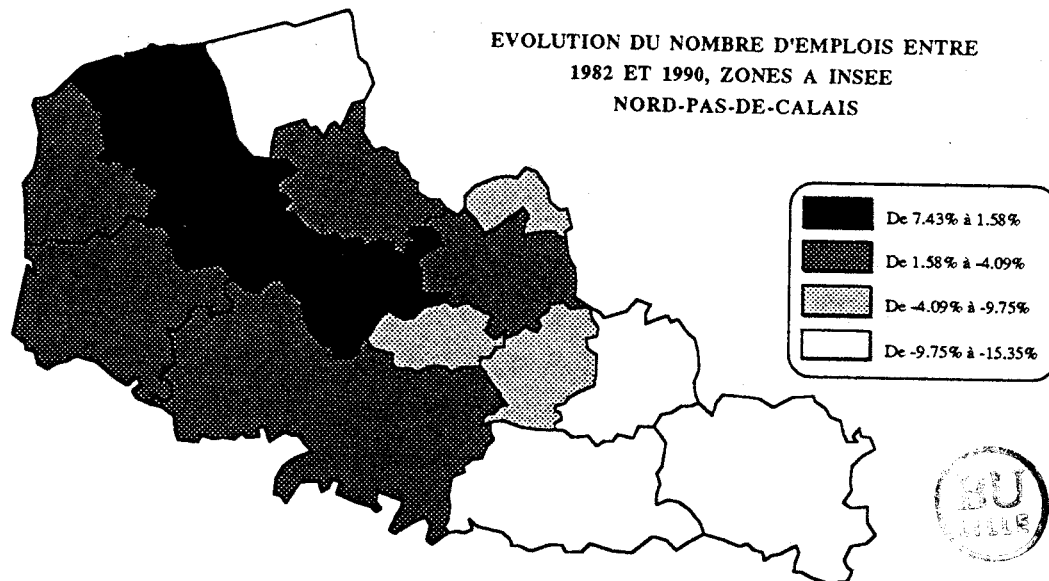 EVOLUTION DU NOMBRE D'EMPLOIS ENTRE
1982 ET 1990, ZONES A INSEE
NORD-PAS-DE-CALAIS
De 7.43% à 1.58%
De 1.58% à -4.09%
De -4.09% à -9.75%
De -9.75% à -15.35%
BU
LILLE